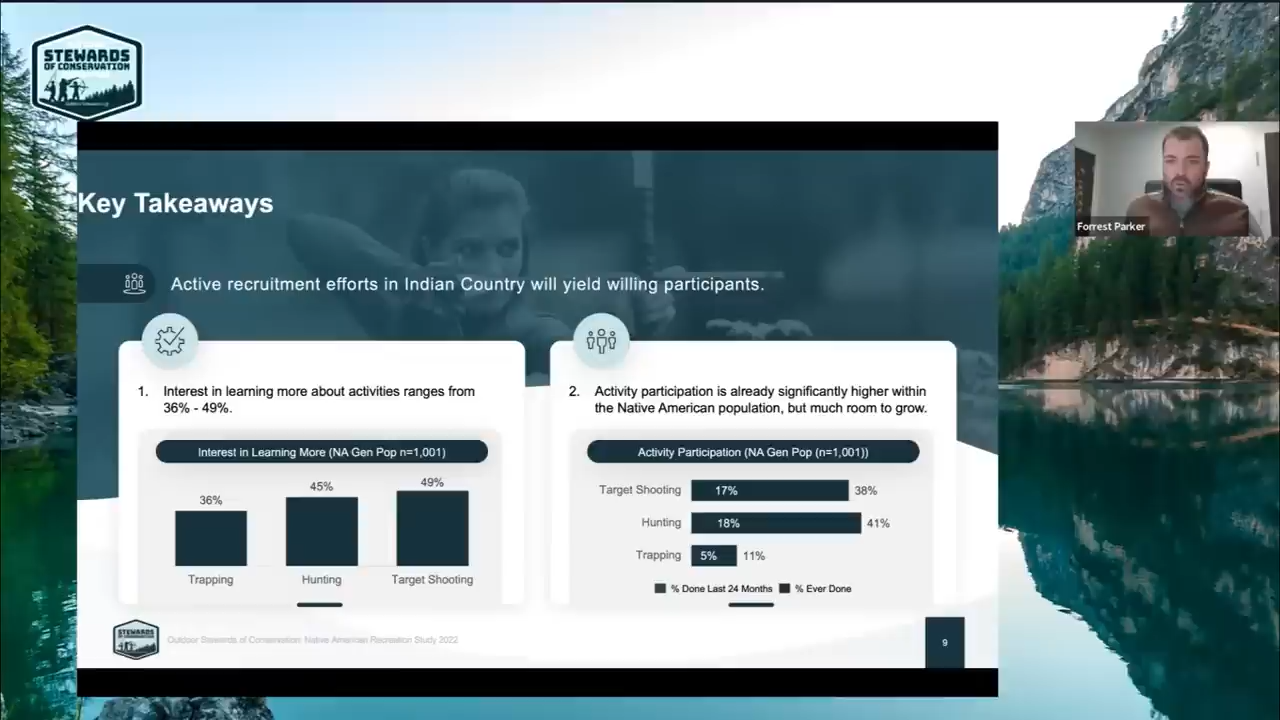 STEWARDS
OF CONSERVATION
Forrest Parker
Key Takeaways
Active recruitment efforts in Indian Country will yield willing participants.
1. Interest in learning more about activities ranges from
36% - 49%.
Interest in Learning More (NA Gen Pop n=1,001)
36%
45%
49%
Trapping
Hunting
Target Shooting
2. Activity participation is already significantly higher within
the Native American population, but much room to grow.
Activity Participation (NA Gen Pop (n=1,001))
Target Shooting 17% 38%
Hunting 18% 41%
Trapping 5% 11%
% Done Last 24 Months % Ever Done
STEWARDS
OF CONSERVATION
Outdoor Stewards of Conservation: Native American Recreation Study 2022
9